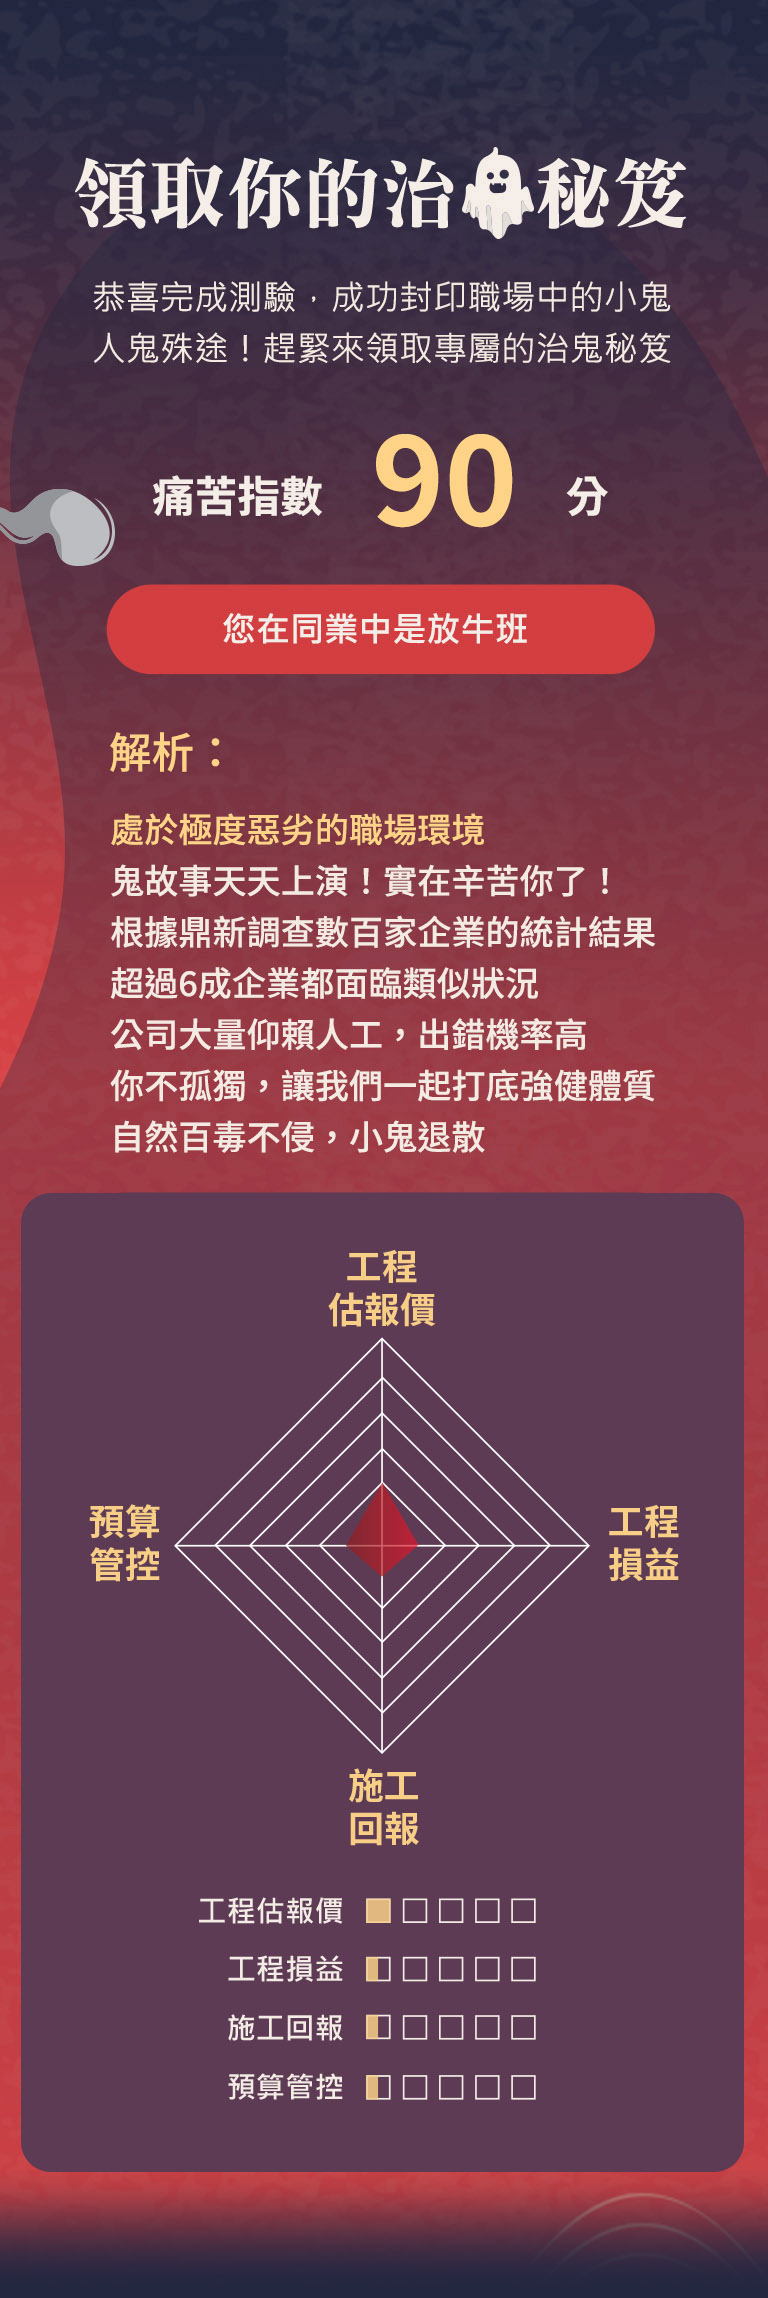 領取你的治秘笈
恭喜完成測驗，成功封印職場中的小鬼
人鬼殊途！趕緊來領取專屬的治鬼秘笈
痛苦指數 90 分
您在同業中是放牛班
解析：
處於極度惡劣的職場環境
鬼故事天天上演！實在辛苦你了！
根據鼎新調查數百家企業的統計結果
超過6成企業都面臨類似狀況
公司大量仰賴人工，出錯機率高
你不孤獨，讓我們一起打底強健體質
自然百毒不侵，小鬼退散
工程
估報價
預算
管控
工程
損益
施工
回報
工程估報價
工程損益
施工回報
預算管控